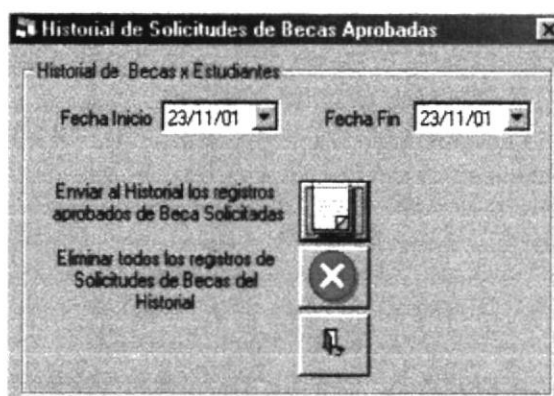 Historial de Solicitudes de Becas Aprobadas
Historial de Becas x Estudiantes
Fecha Inicio 23/11/01 Fecha Fin 23/11/01
Enviar al Historial los registros
aprobados de Beca Solicitadas
Eliminar todos los registros de
Solicitudes de Becas del
Historial